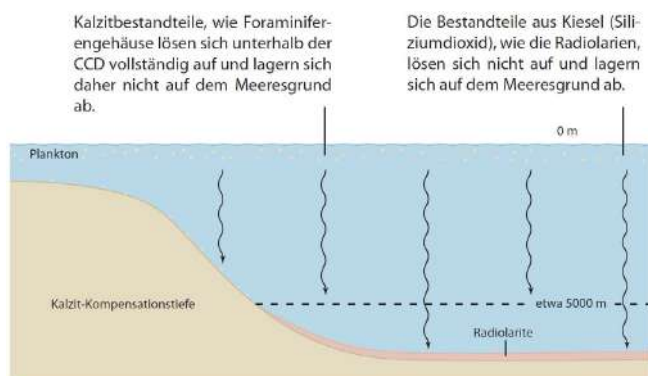 Kalzitbestandteile, wie Foraminifer-
engehäuse lösen sich unterhalb der
CCD vollständig auf und lagern sich
daher nicht auf dem Meeresgrund
ab.
Die Bestandteile aus Kiesel (Sili-
ziumdioxid), wie die Radiolarien,
lösen sich nicht auf und lagern
sich auf dem Meeresgrund ab.
0 m
Plankton
Kalzit-Kompensationstiefe
etwa 5000 m
Radiolarite